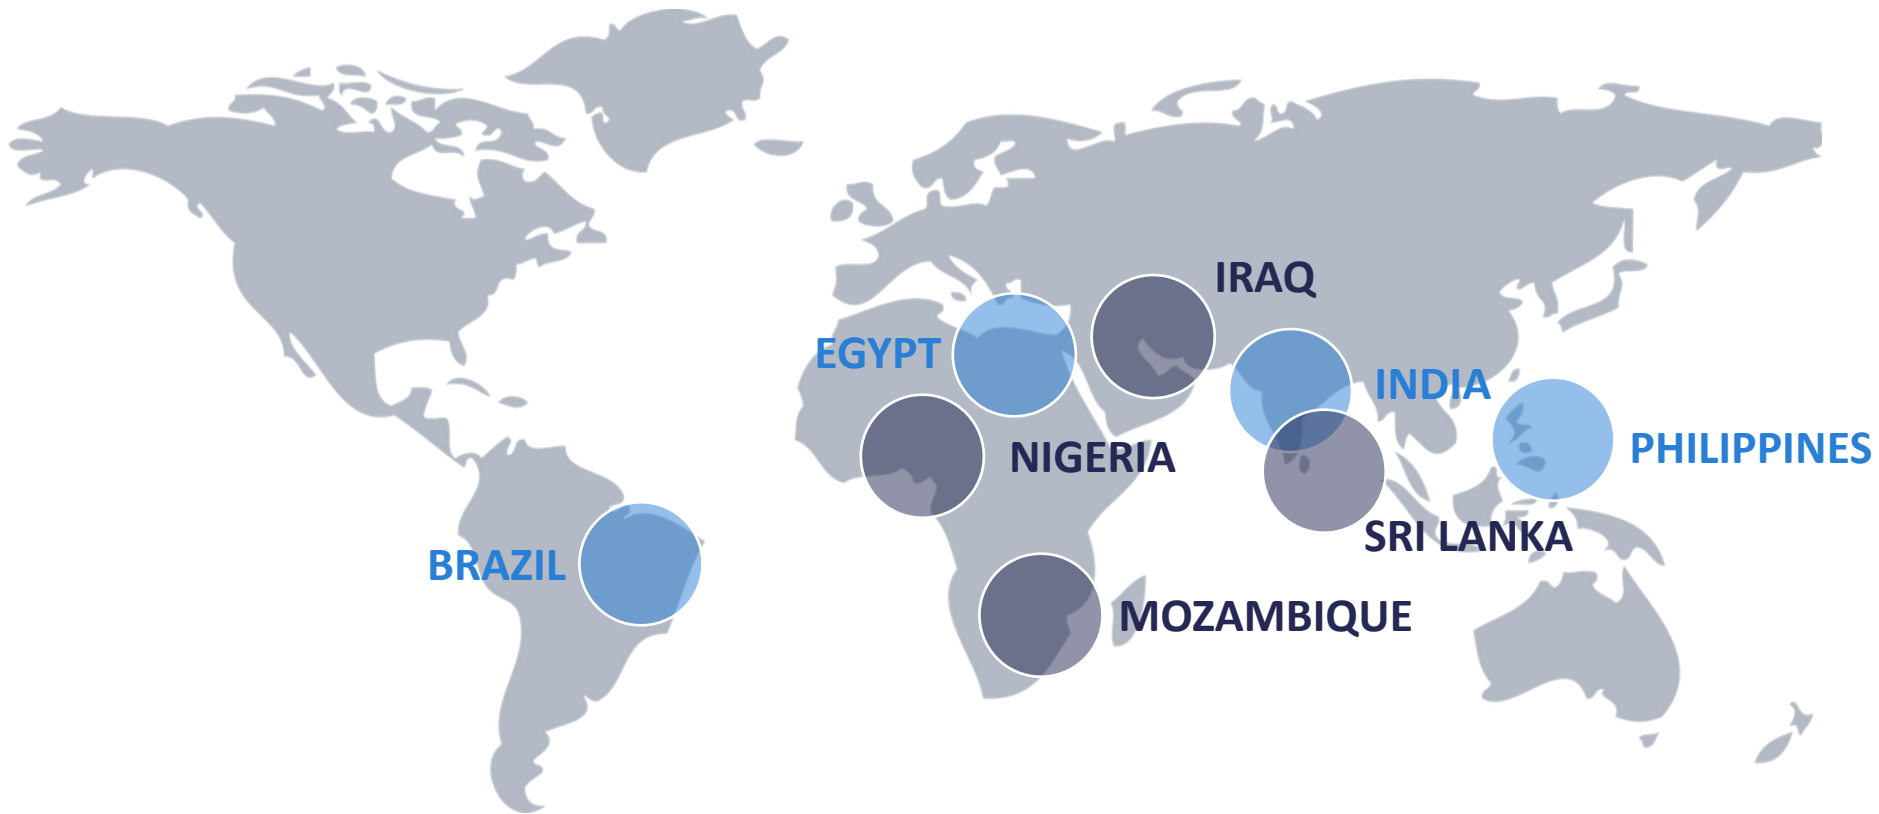 IRAQ
EGYPT
INDIA
NIGERIA
PHILIPPINES
SRI LANKA
BRAZIL
MOZAMBIQUE